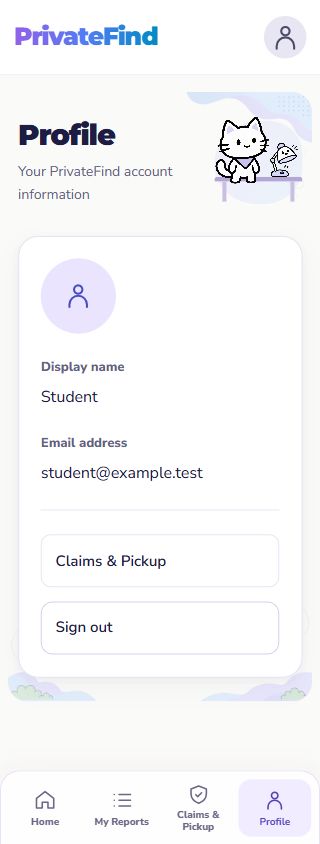 PrivateFind
Profile
Your PrivateFind account
information
Display name
Student
Email address
student@example.test
Claims & Pickup
Sign out
Home
My Reports
Claims &
Pickup
Profile